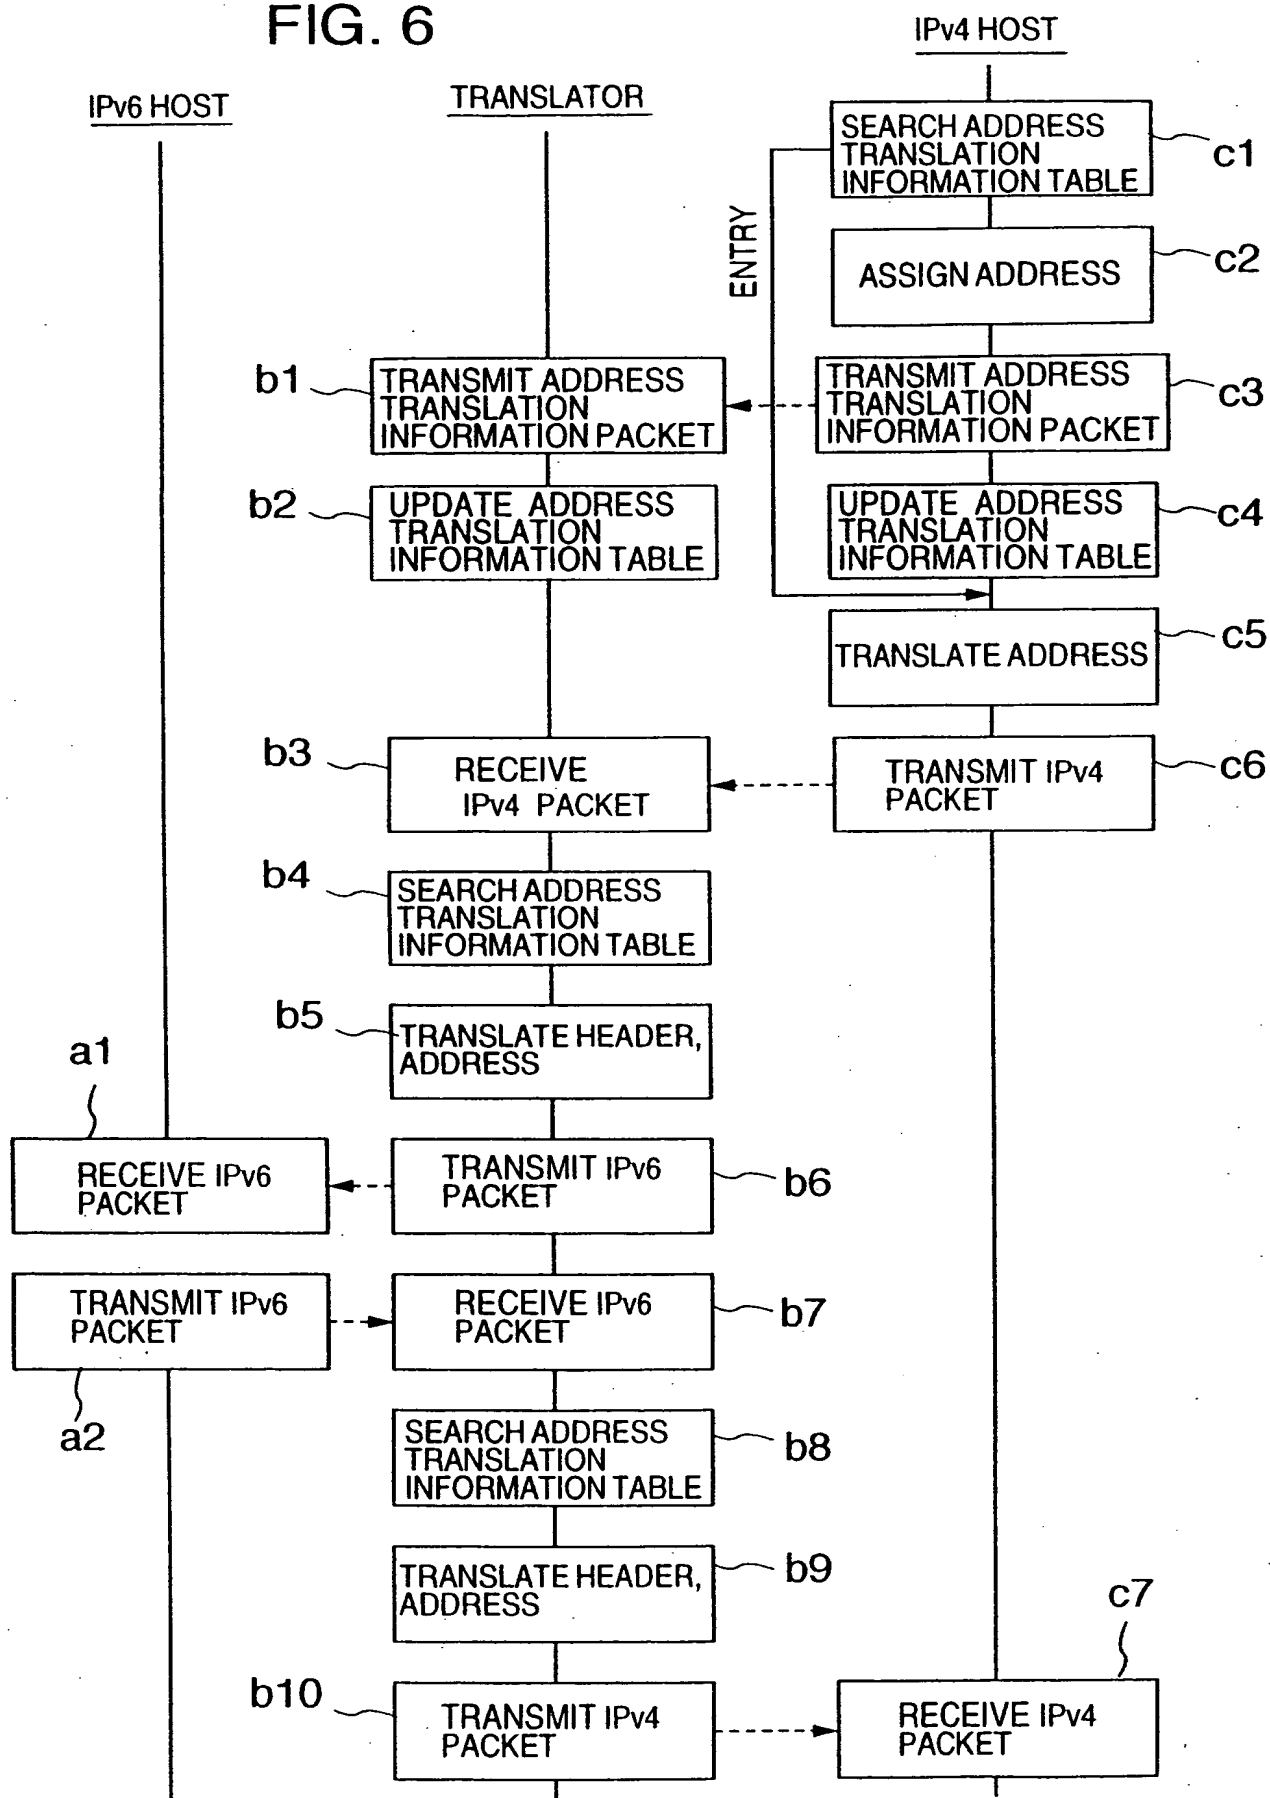 FIG. 6
IPv4 HOST
IPv6 HOST
TRANSLATOR
SEARCH ADDRESS
TRANSLATION
INFORMATION TABLE
c1
ENTRY
ASSIGN ADDRESS
c2
b1
TRANSMIT ADDRESS
TRANSLATION
INFORMATION PACKET
TRANSMIT ADDRESS
TRANSLATION
INFORMATION PACKET
c3
b2
UPDATE ADDRESS
TRANSLATION
INFORMATION TABLE
UPDATE ADDRESS
TRANSLATION
INFORMATION TABLE
c4
TRANSLATE ADDRESS
c5
b3
RECEIVE
IPv4 PACKET
TRANSMIT IPv4
PACKET
c6
b4
SEARCH ADDRESS
TRANSLATION
INFORMATION TABLE
b5
TRANSLATE HEADER,
ADDRESS
a1
RECEIVE IPv6
PACKET
TRANSMIT IPv6
PACKET
b6
TRANSMIT IPv6
PACKET
a2
RECEIVE IPv6
PACKET
b7
SEARCH ADDRESS
TRANSLATION
INFORMATION TABLE
b8
TRANSLATE HEADER,
ADDRESS
b9
c7
b10
TRANSMIT IPv4
PACKET
RECEIVE IPv4
PACKET